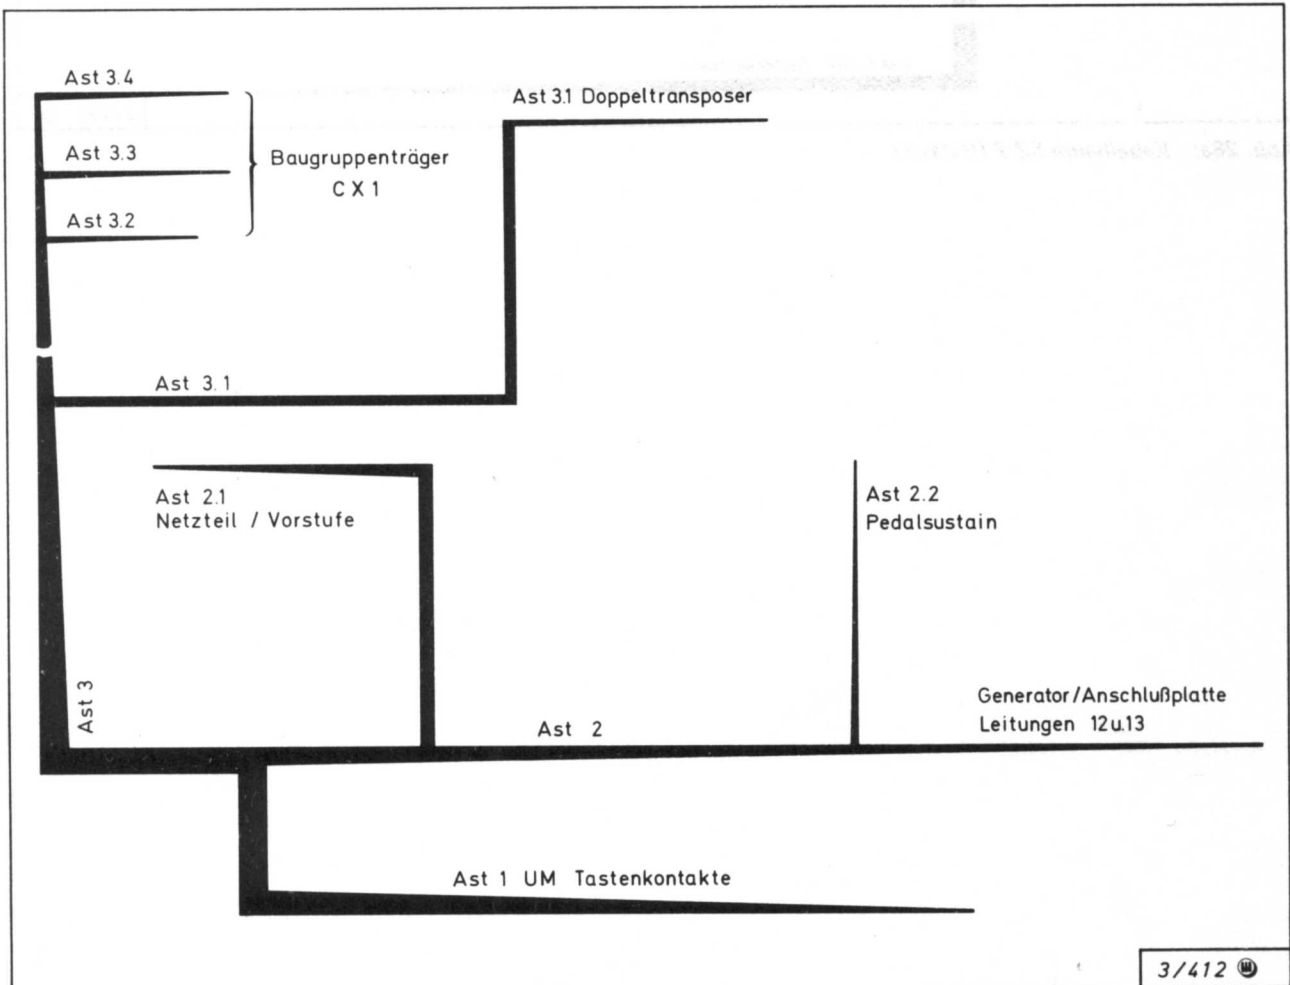 Ast 3.4
Ast 3.1 Doppeltransposer
Ast 3.3
Baugruppenträger
CX1
Ast 3.2
Ast 3.1
Ast 2.1
Netzteil / Vorstufe
Ast 2.2
Pedalsustain
Ast 3
Ast 2
Generator/Anschlußplatte
Leitungen 12u.13
Ast 1 UM Tastenkontakte
3/412